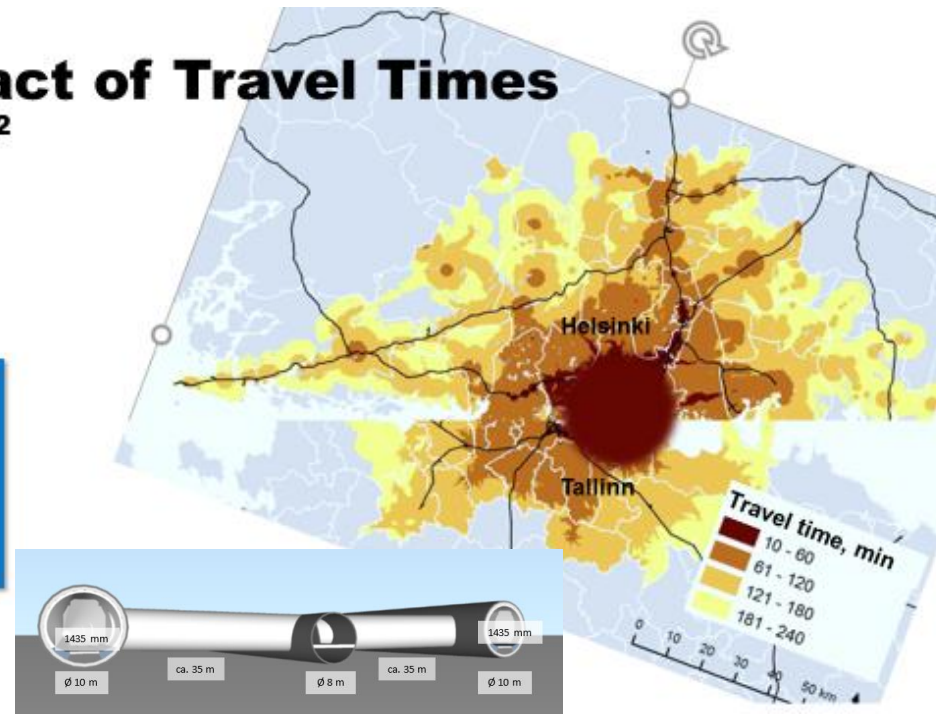 act of Travel Times
2
Helsinki
Tallinn
Travel time, min
10 - 60
61 - 120
121 - 180
181 - 240
0 10 20 30 40 50 km
1435 mm
1435 mm
ca. 35 m
ca. 35 m
Ø 10 m
Ø 8 m
Ø 10 m